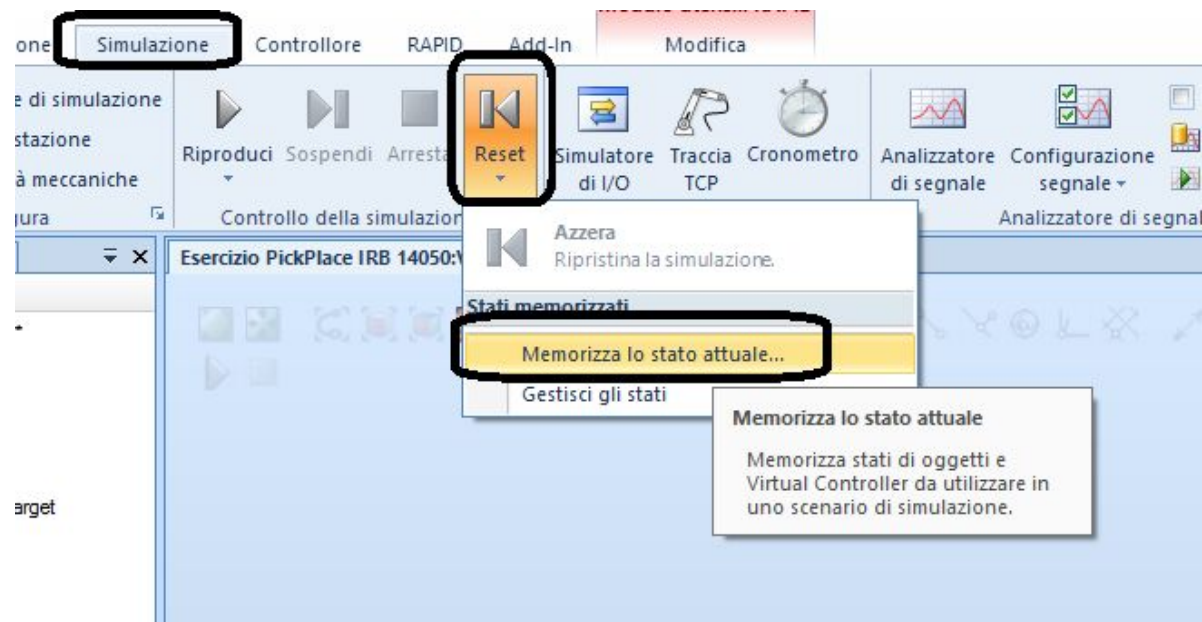 one Simulazione Controllore RAPID Add-In Modifica
e di simulazione
stazione
à meccaniche
gura
Riproduci Sospendi Arresta Reset Simulatore di I/O Traccia TCP Cronometro Analizzatore di segnale Configurazione segnale
Controllo della simulazion Analizzatore di segnal
Esercizio PickPlace IRB 14050:V
Azzera
Ripristina la simulazione.
Stati memorizzati
Memorizza lo stato attuale...
Gestisci gli stati
Memorizza lo stato attuale
Memorizza stati di oggetti e
Virtual Controller da utilizzare in
uno scenario di simulazione.
arget